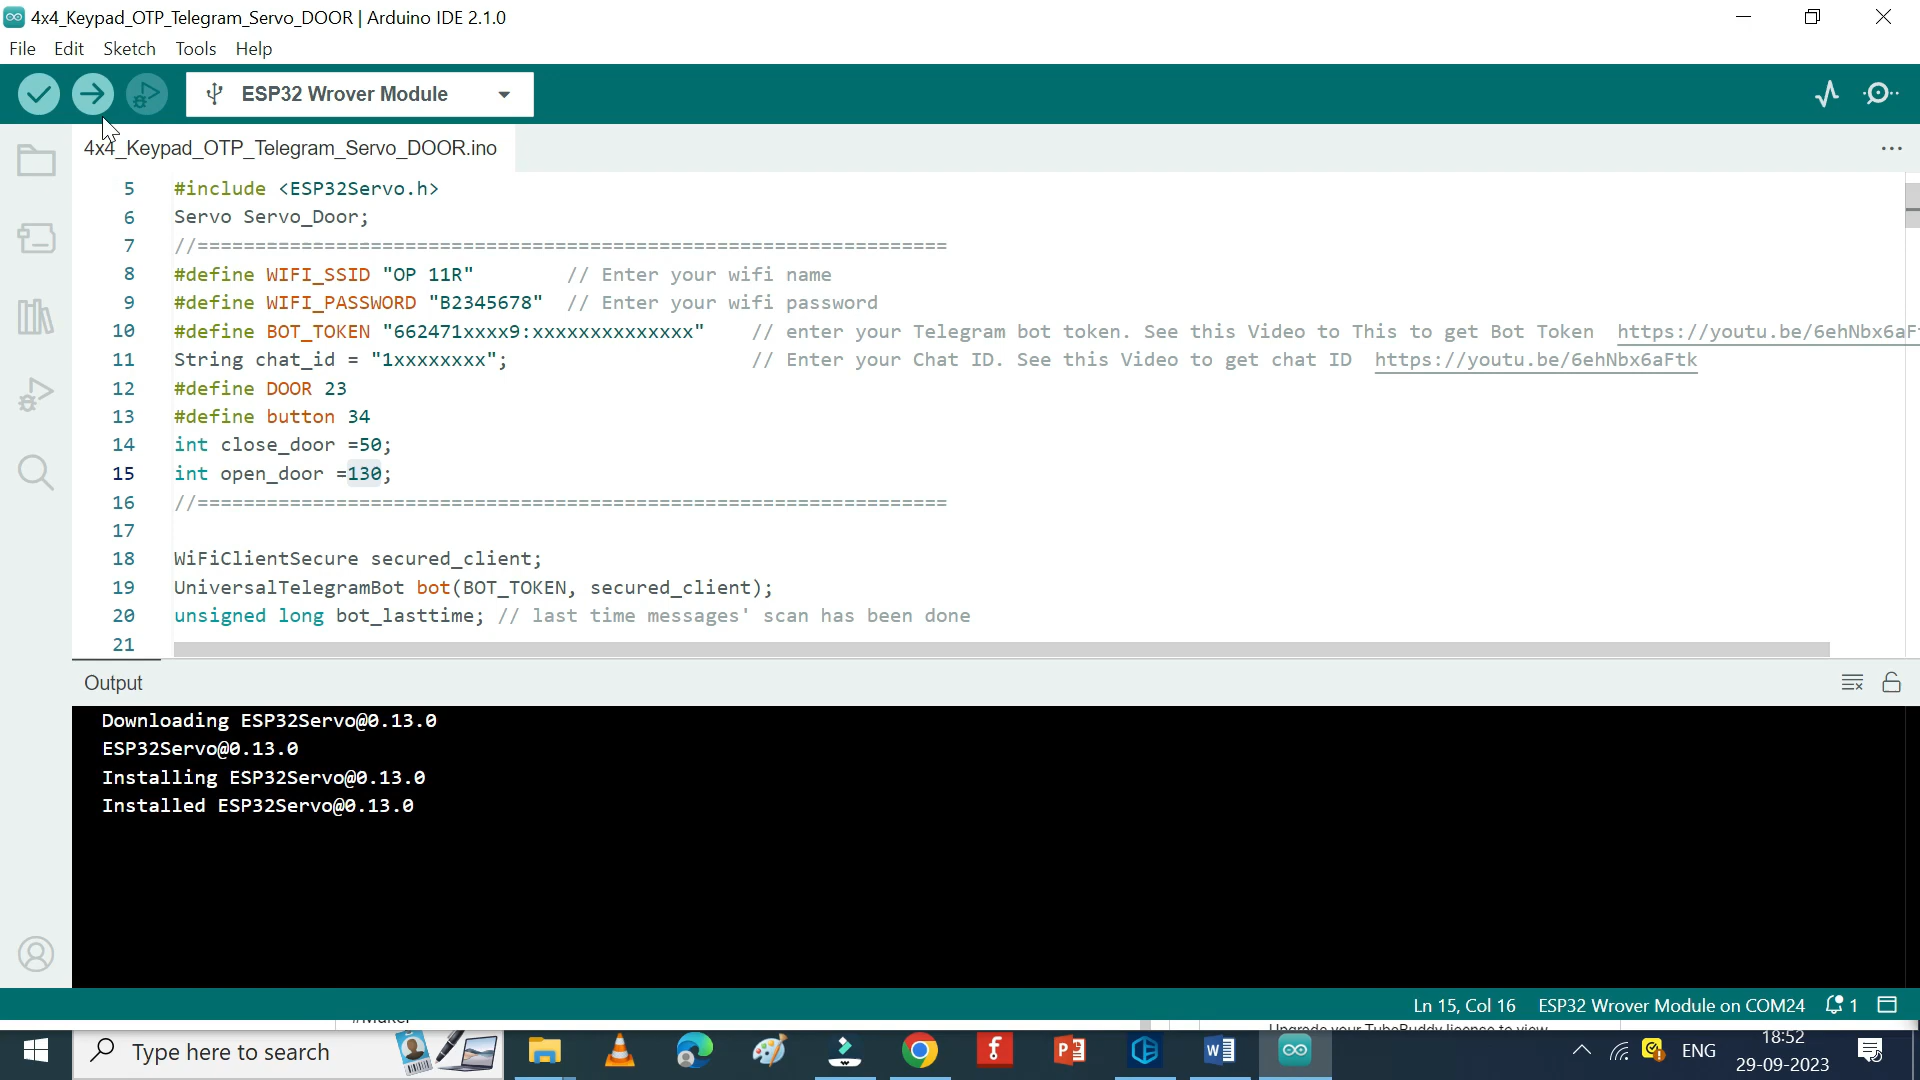 4x4_Keypad_OTP_Telegram_Servo_DOOR | Arduino IDE 2.1.0
File Edit Sketch Tools Help
ESP32 Wrover Module
4x4_Keypad_OTP_Telegram_Servo_DOOR.ino
5 #include <ESP32Servo.h>
6 Servo Servo_Door;
7 //=================================================================
8 #define WIFI_SSID "OP 11R" // Enter your wifi name
9 #define WIFI_PASSWORD "B2345678" // Enter your wifi password
10 #define BOT_TOKEN "662471xxxx9:xxxxxxxxxxxxxx" // enter your Telegram bot token. See this Video to This to get Bot Token https://youtu.be/6ehNbx6aF
11 String chat_id = "1xxxxxxxx"; // Enter your Chat ID. See this Video to get chat ID https://youtu.be/6ehNbx6aFtk
12 #define DOOR 23
13 #define button 34
14 int close_door =50;
15 int open_door =130;
16 //=================================================================
17
18 WiFiClientSecure secured_client;
19 UniversalTelegramBot bot(BOT_TOKEN, secured_client);
20 unsigned long bot_lasttime; // last time messages' scan has been done
21
Output
Downloading ESP32Servo@0.13.0
ESP32Servo@0.13.0
Installing ESP32Servo@0.13.0
Installed ESP32Servo@0.13.0
Ln 15, Col 16 ESP32 Wrover Module on COM24 1
Type here to search
ENG
18:52
29-09-2023